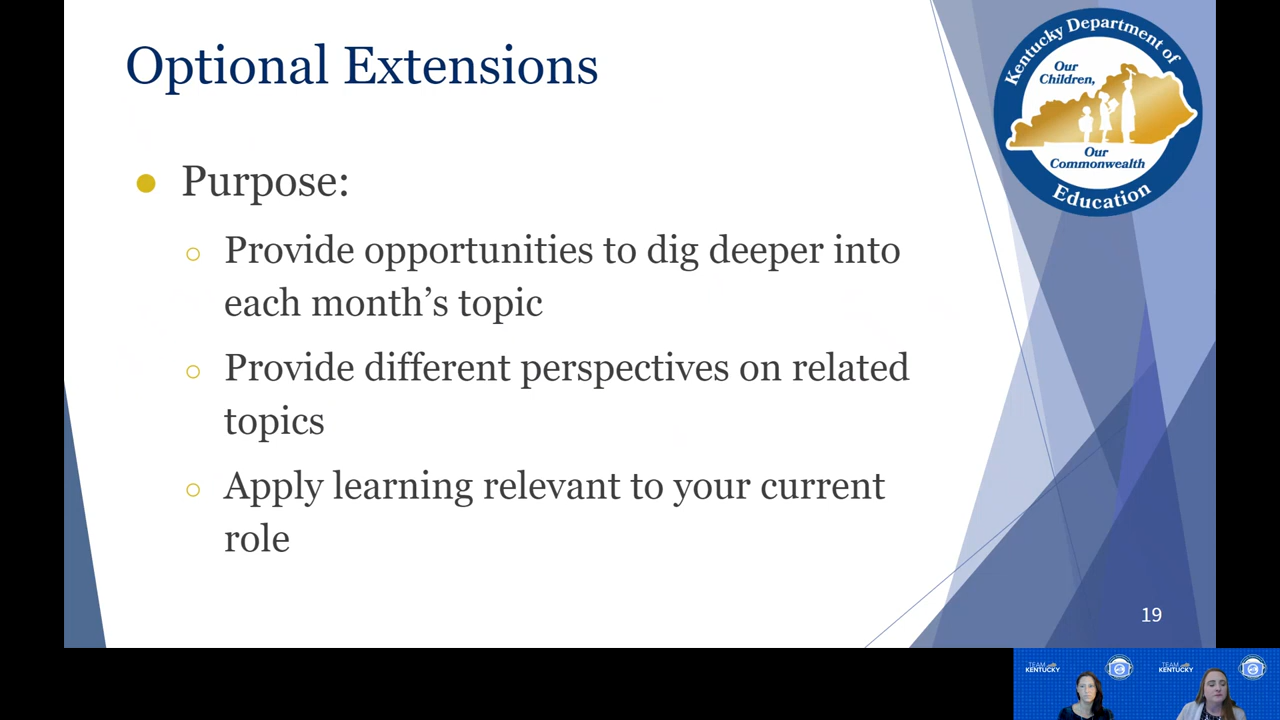 Optional Extensions
Kentucky Department of
Our
Children,
Our
Commonwealth
Education
● Purpose:
○ Provide opportunities to dig deeper into
each month’s topic
○ Provide different perspectives on related
topics
○ Apply learning relevant to your current
role
19
TEAM
KENTUCKY
TEAM
KENTUCKY